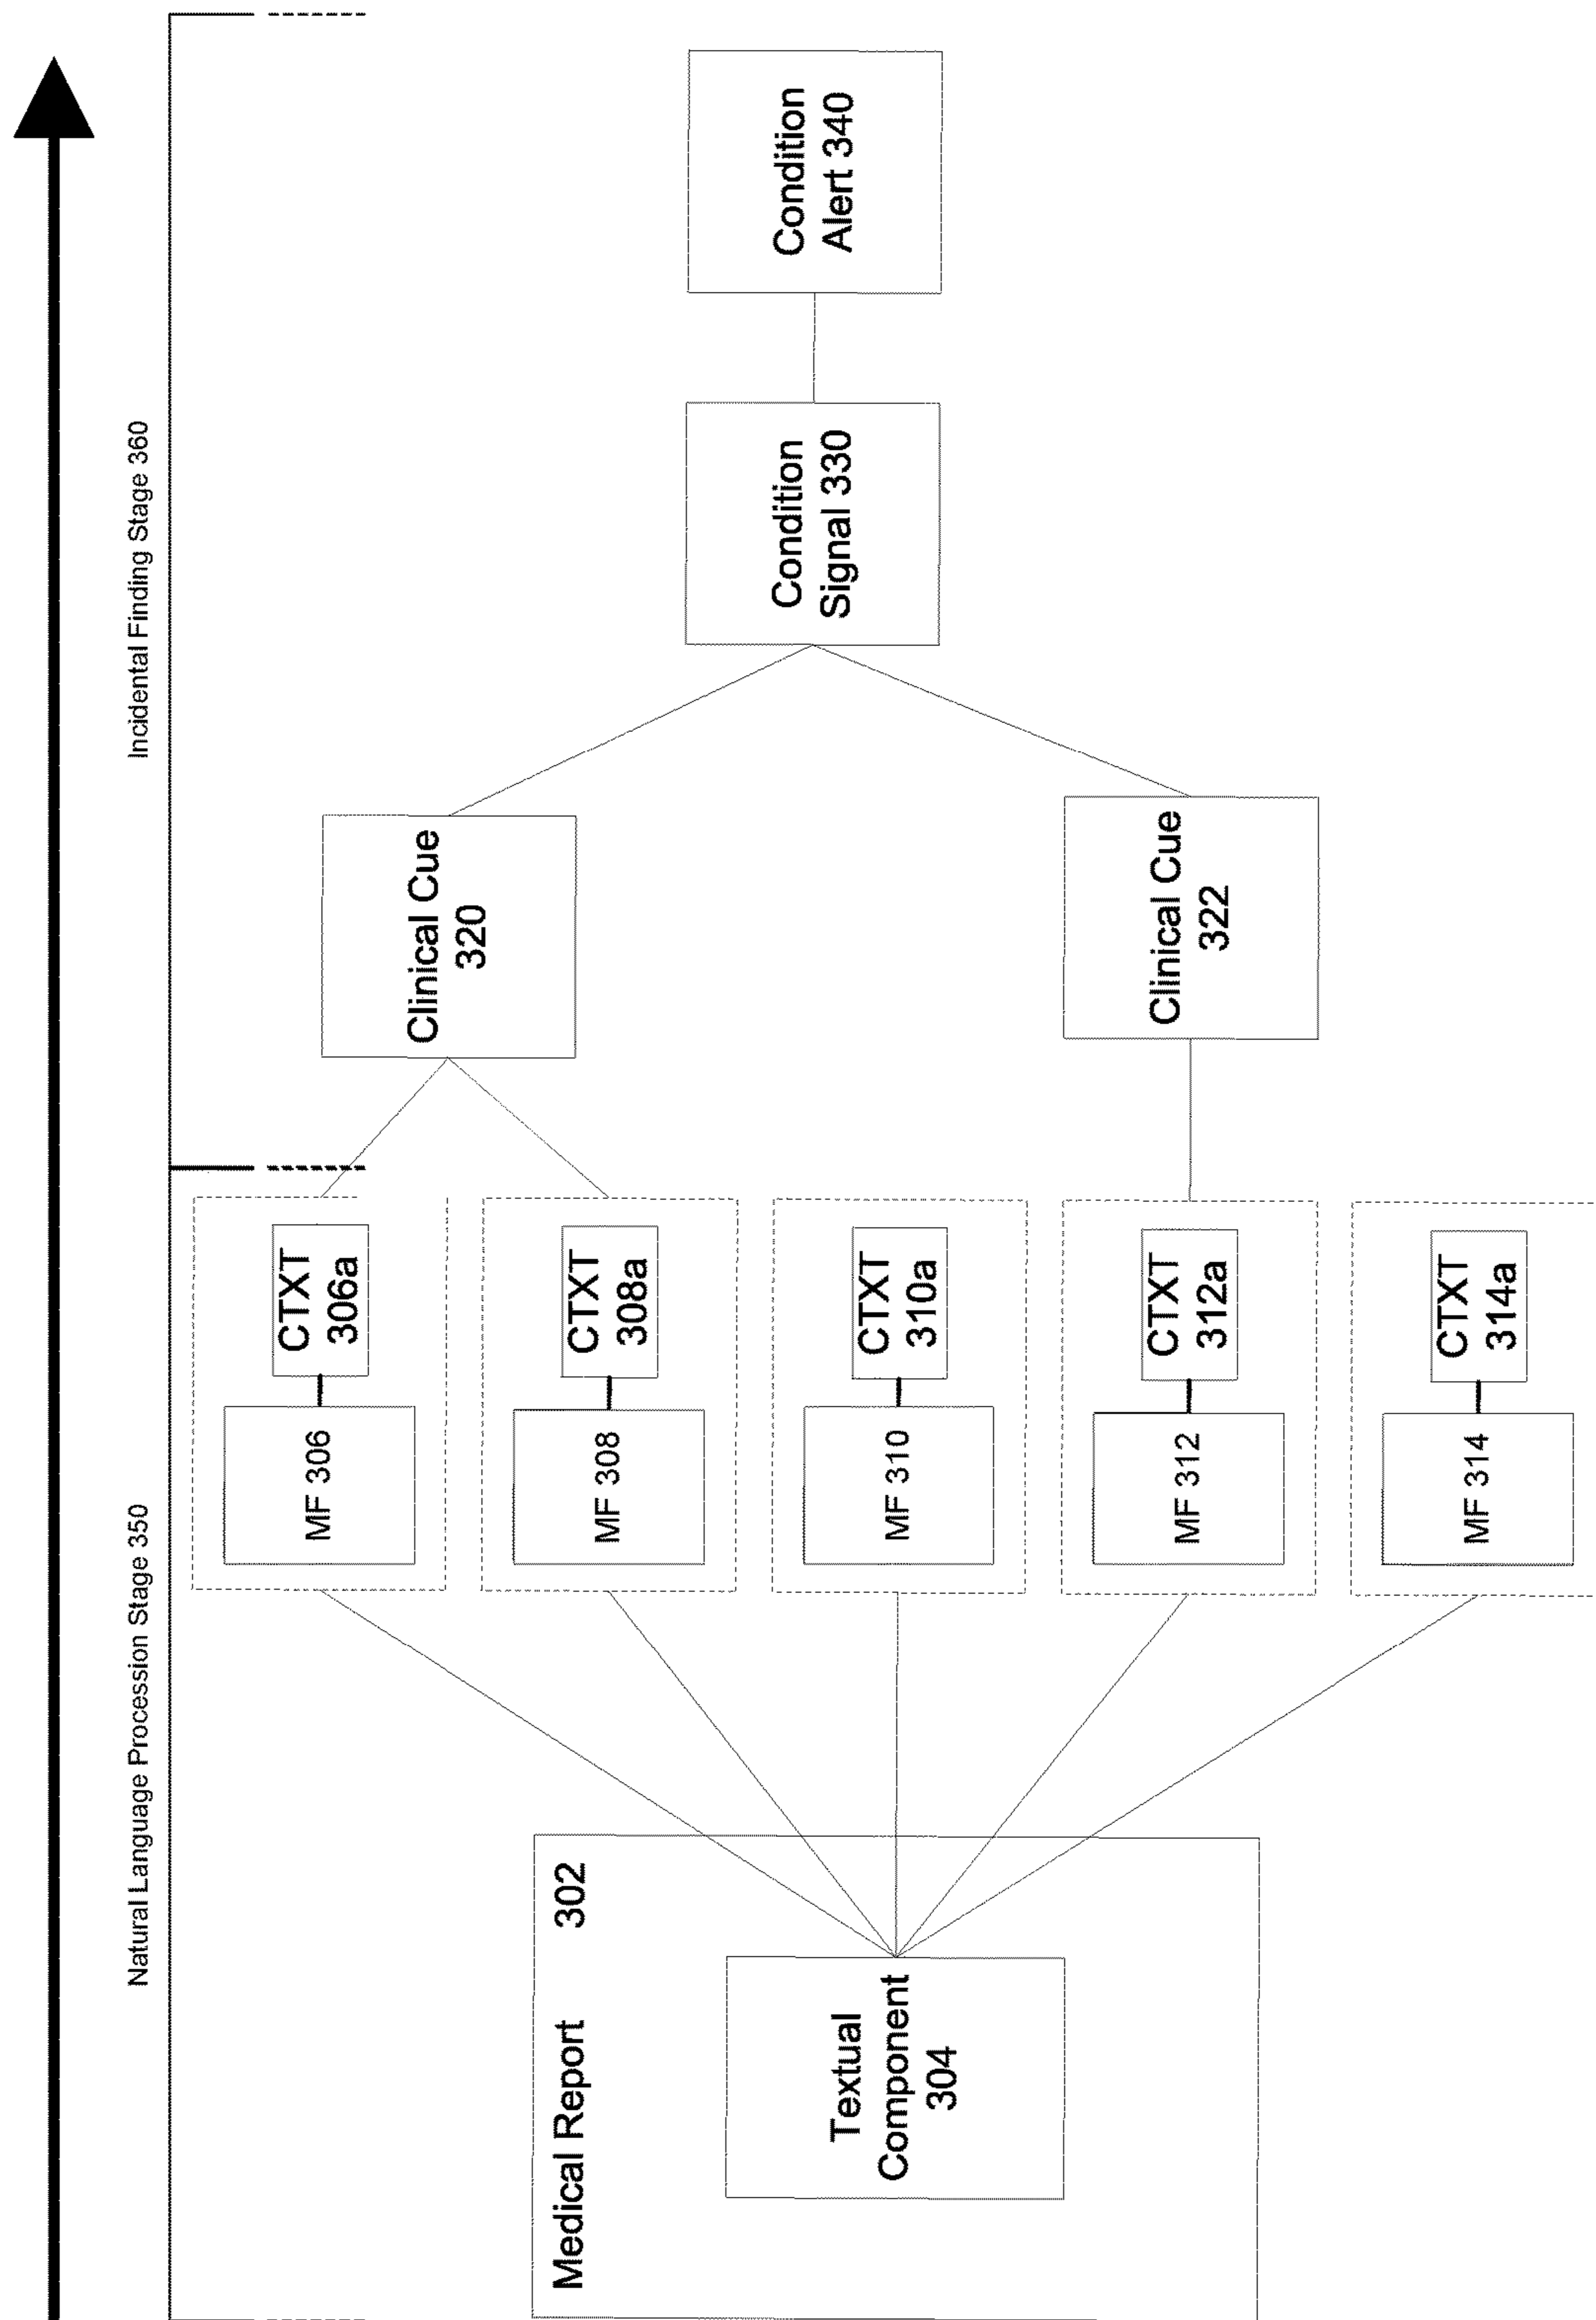 Natural Language Procession Stage 350
Incidental Finding Stage 360
Medical Report 302
Textual
Component
304
MF 306
CTXT
306a
MF 308
CTXT
308a
MF 310
CTXT
310a
MF 312
CTXT
312a
MF 314
CTXT
314a
Clinical Cue
320
Clinical Cue
322
Condition
Signal 330
Condition
Alert 340